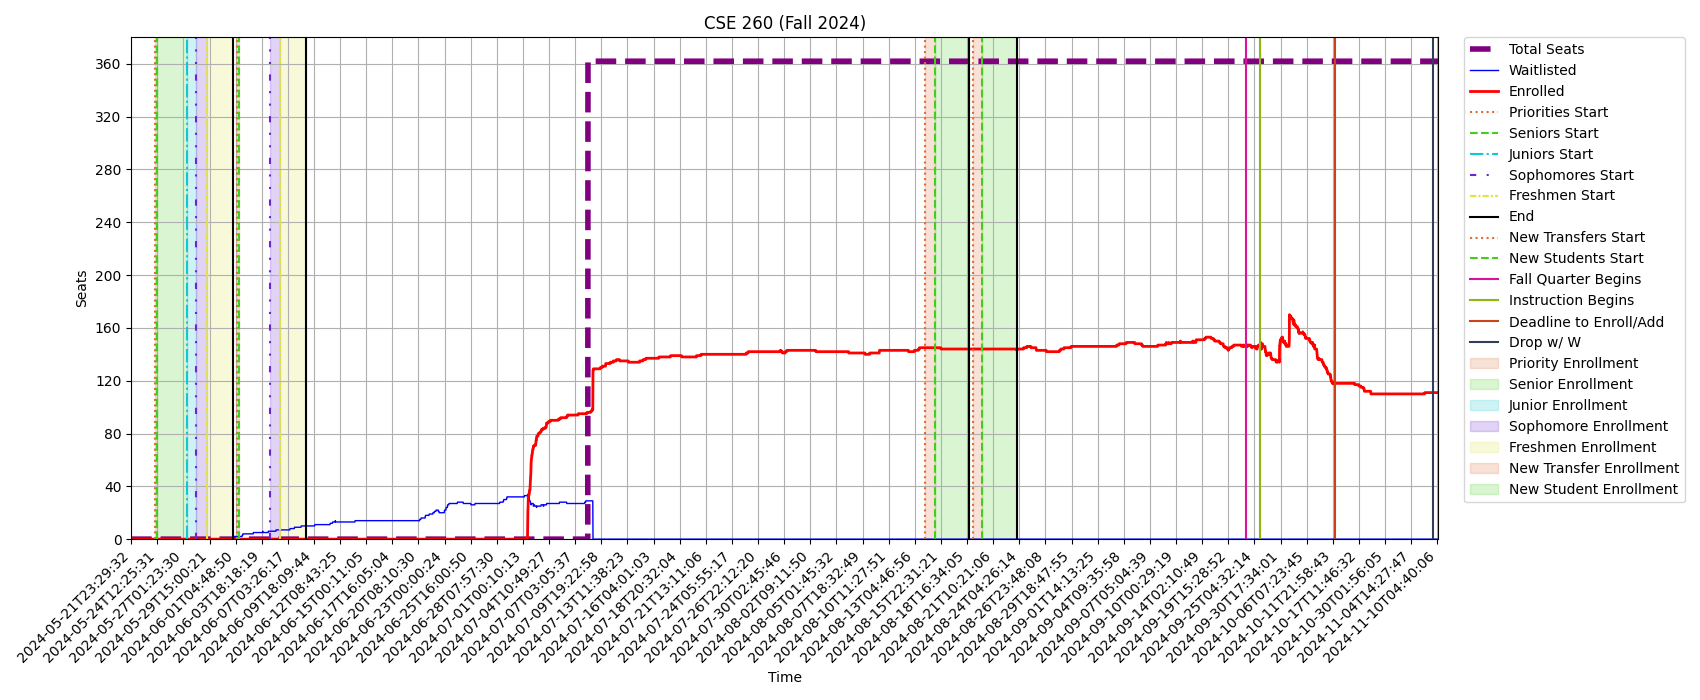 CSE 260 (Fall 2024)
Seats
360
320
280
240
200
160
120
80
40
0
2024-05-21T23:29:32
2024-05-24T12:25:31
2024-05-27T01:23:30
2024-05-29T15:00:21
2024-06-01T04:48:50
2024-06-03T18:18:19
2024-06-07T03:26:17
2024-06-09T18:09:44
2024-06-12T08:43:25
2024-06-15T00:11:05
2024-06-17T16:05:04
2024-06-20T08:10:30
2024-06-23T00:00:24
2024-06-25T16:00:50
2024-06-28T07:57:30
2024-07-01T00:10:13
2024-07-04T10:49:27
2024-07-07T03:05:37
2024-07-09T19:22:58
2024-07-13T11:38:23
2024-07-16T04:01:03
2024-07-18T20:32:04
2024-07-21T13:11:06
2024-07-24T05:55:17
2024-07-26T22:12:20
2024-07-30T02:45:46
2024-08-02T09:11:50
2024-08-05T01:45:32
2024-08-07T18:32:49
2024-08-10T11:27:51
2024-08-13T04:46:56
2024-08-15T22:31:21
2024-08-18T16:34:05
2024-08-21T10:21:06
2024-08-24T04:26:14
2024-08-26T23:48:08
2024-08-29T18:47:55
2024-09-01T14:13:25
2024-09-04T09:35:58
2024-09-07T05:04:39
2024-09-10T00:29:19
2024-09-14T02:10:49
2024-09-19T15:28:52
2024-09-25T04:32:14
2024-09-30T17:34:01
2024-10-06T07:23:45
2024-10-11T21:58:43
2024-10-17T11:46:32
2024-10-30T01:56:05
2024-11-04T14:27:47
2024-11-10T04:40:06
Time
Total Seats
Waitlisted
Enrolled
Priorities Start
Seniors Start
Juniors Start
Sophomores Start
Freshmen Start
End
New Transfers Start
New Students Start
Fall Quarter Begins
Instruction Begins
Deadline to Enroll/Add
Drop w/ W
Priority Enrollment
Senior Enrollment
Junior Enrollment
Sophomore Enrollment
Freshmen Enrollment
New Transfer Enrollment
New Student Enrollment